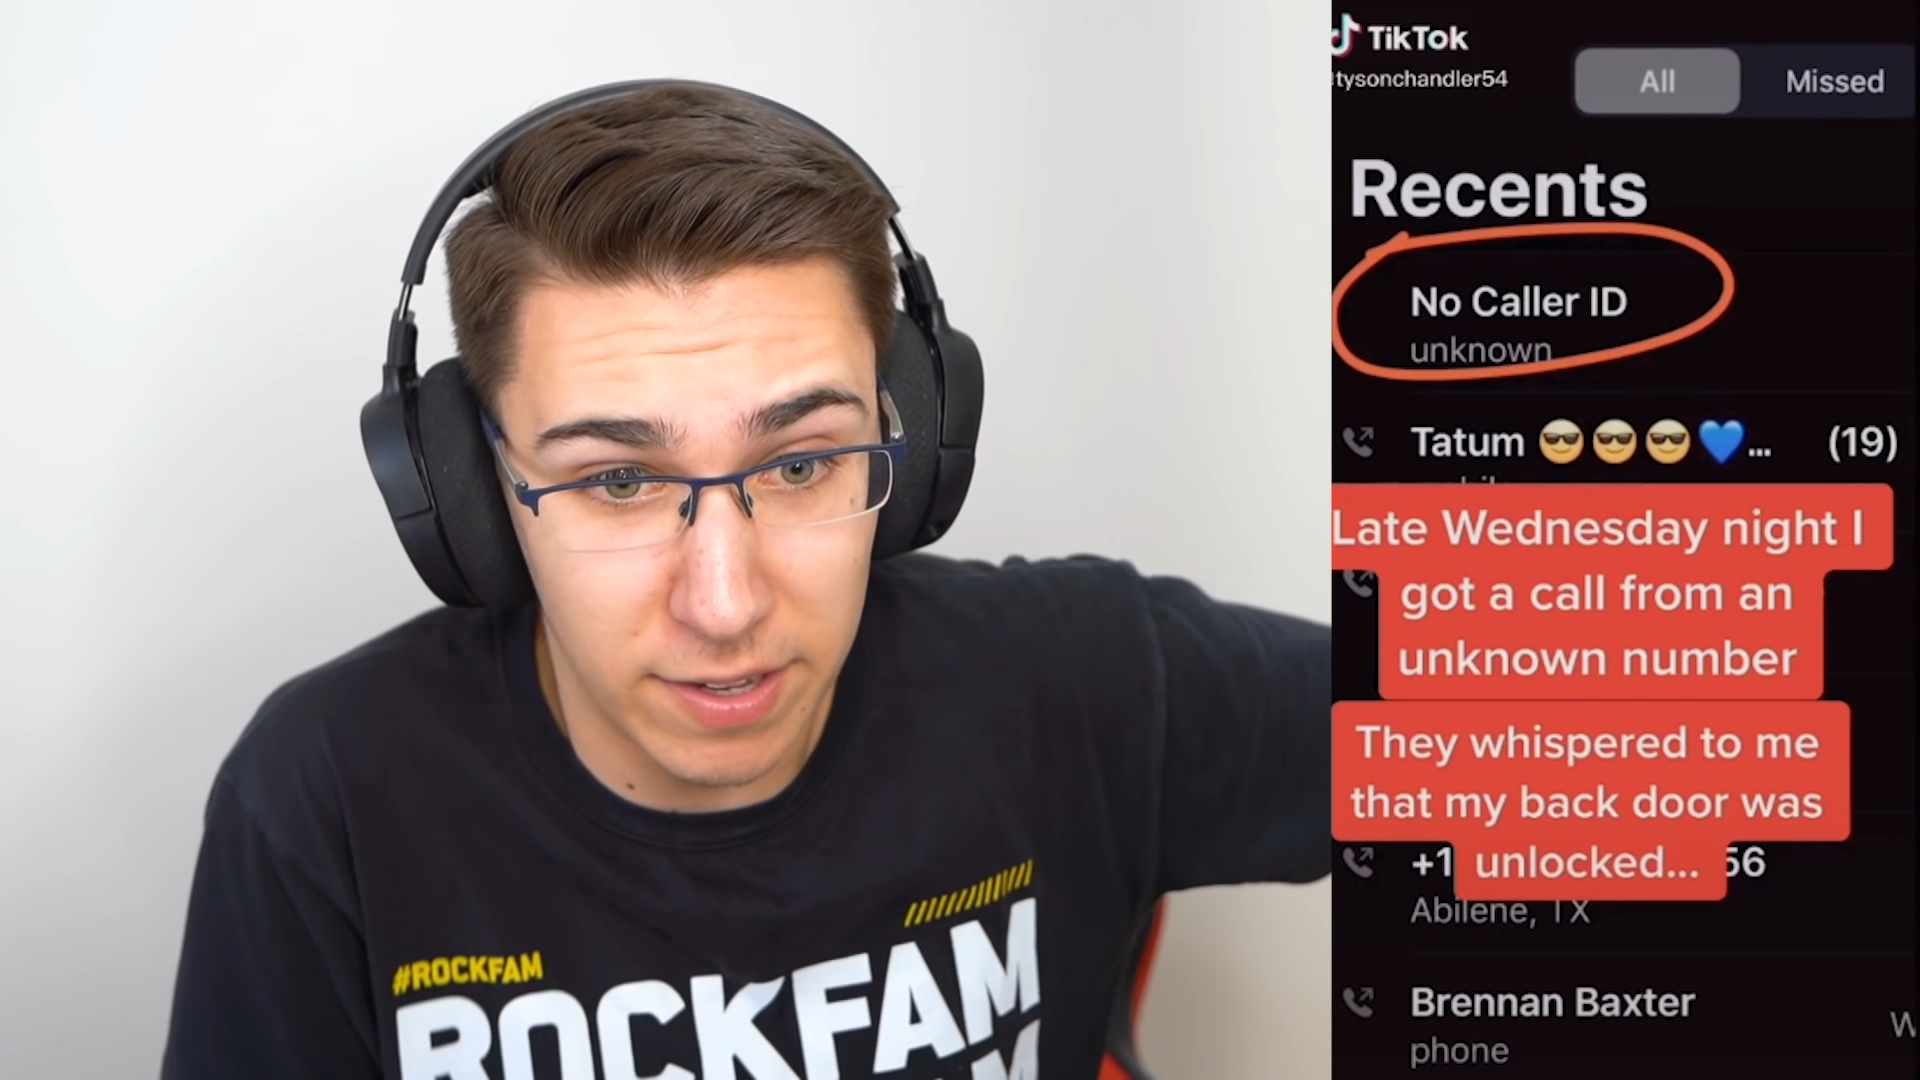 #ROCKFAM
ROCKFAM
TikTok
tysonchandler54
All Missed
Recents
No Caller ID
unknown
Tatum 😎😎😎💙... (19)
Late Wednesday night I
got a call from an
unknown number
They whispered to me
that my back door was
unlocked...
+1 56
Abilene, TX
Brennan Baxter
phone